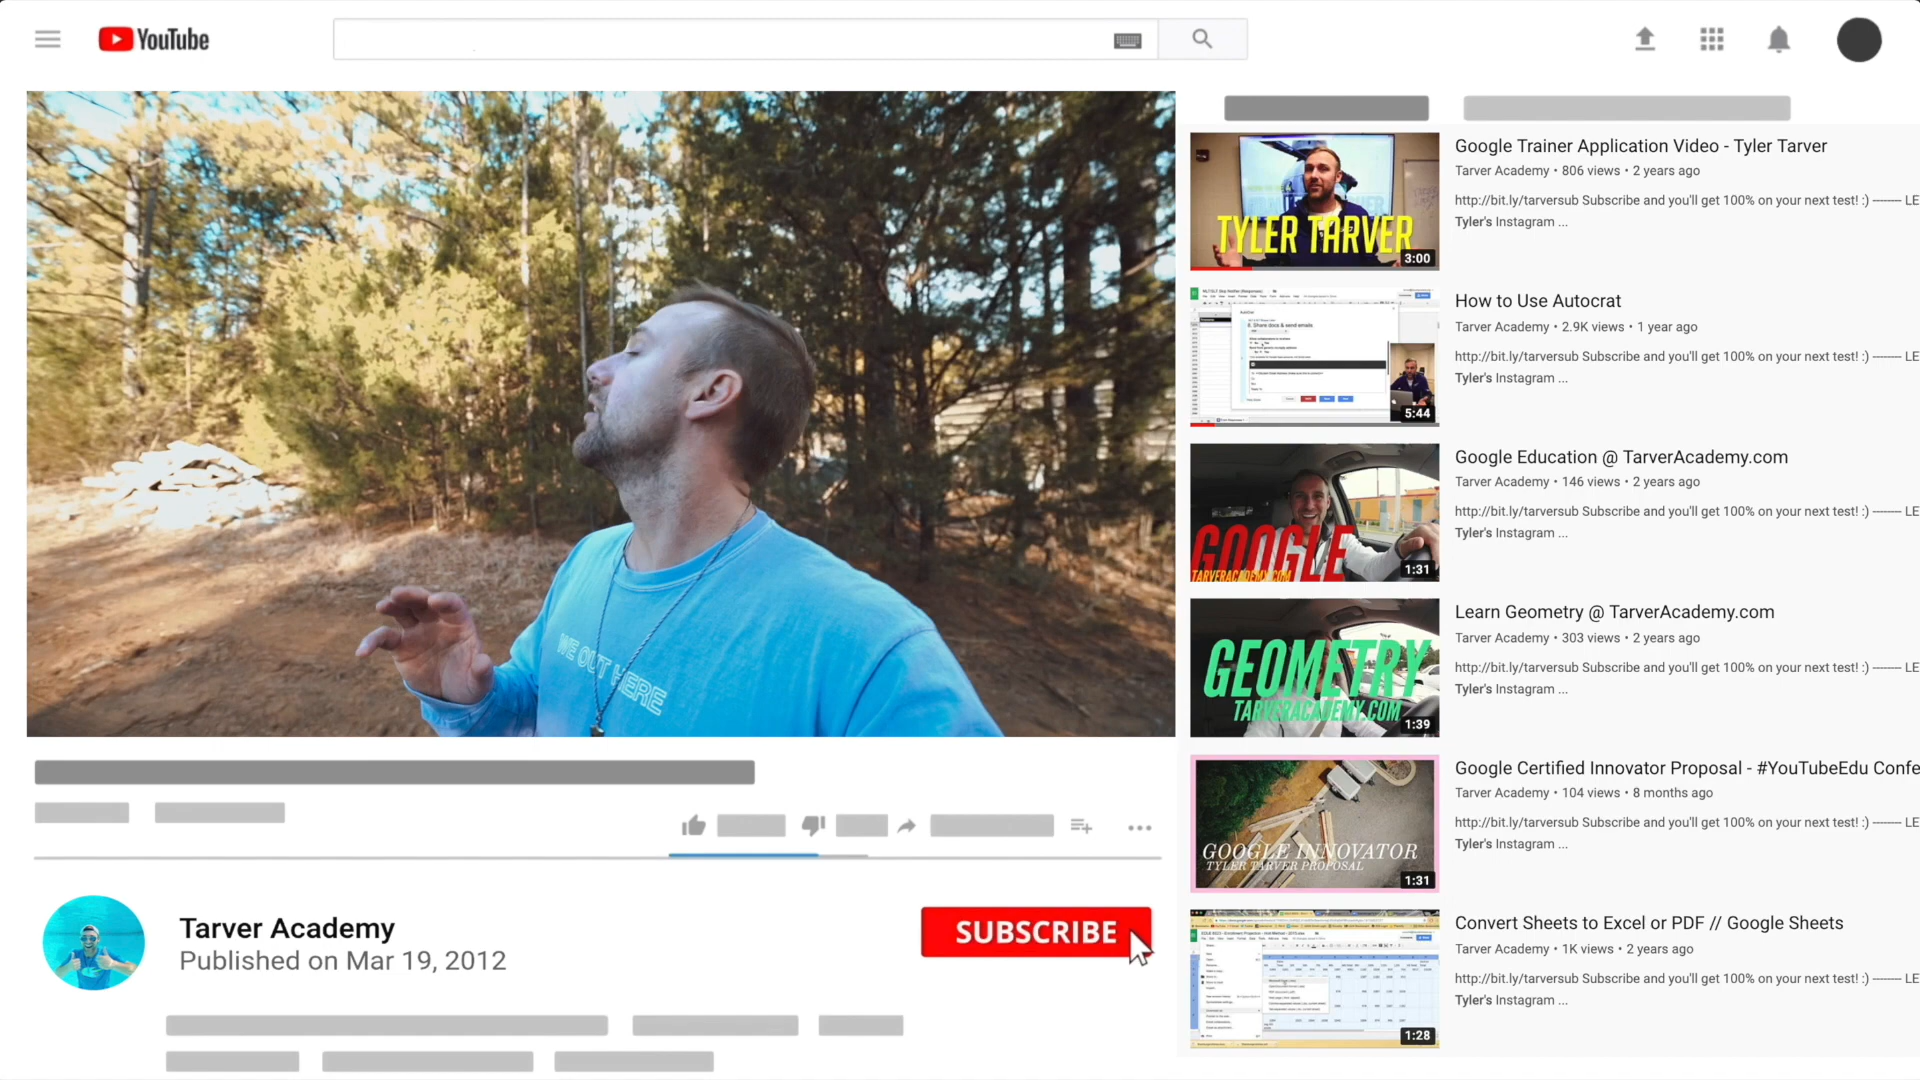 YouTube
WE OUT HERE
Tarver Academy
Published on Mar 19, 2012
SUBSCRIBE
TYLER TARVER
3:00
Google Trainer Application Video - Tyler Tarver
Tarver Academy • 806 views • 2 years ago
http://bit.ly/tarversub Subscribe and you'll get 100% on your next test! :) -------- LE
Tyler's Instagram ...
8. Share docs & send emails
5:44
How to Use Autocrat
Tarver Academy • 2.9K views • 1 year ago
http://bit.ly/tarversub Subscribe and you'll get 100% on your next test! :) -------- LE
Tyler's Instagram ...
GOOGLE
TARVERACADEMY.COM
1:31
Google Education @ TarverAcademy.com
Tarver Academy • 146 views • 2 years ago
http://bit.ly/tarversub Subscribe and you'll get 100% on your next test! :) -------- LE
Tyler's Instagram ...
GEOMETRY
TARVERACADEMY.COM
1:39
Learn Geometry @ TarverAcademy.com
Tarver Academy • 303 views • 2 years ago
http://bit.ly/tarversub Subscribe and you'll get 100% on your next test! :) -------- LE
Tyler's Instagram ...
GOOGLE INNOVATOR
TYLER TARVER PROPOSAL
1:31
Google Certified Innovator Proposal - #YouTubeEdu Confe
Tarver Academy • 104 views • 8 months ago
http://bit.ly/tarversub Subscribe and you'll get 100% on your next test! :) -------- LE
Tyler's Instagram ...
1:28
Convert Sheets to Excel or PDF // Google Sheets
Tarver Academy • 1K views • 2 years ago
http://bit.ly/tarversub Subscribe and you'll get 100% on your next test! :) -------- LE
Tyler's Instagram ...